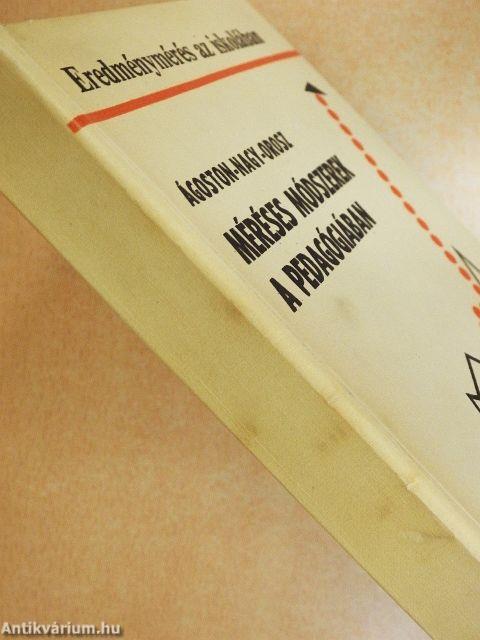 Eredménymérés az iskolában
ÁGOSTON-NAGY-OROSZ
MÉRÉSES MÓDSZEREK
A PEDAGÓGIÁBAN
Antikvárium.hu